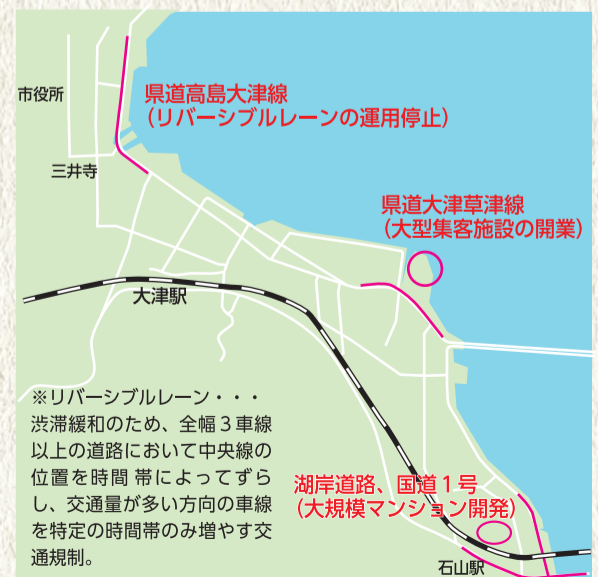 市役所
県道高島大津線
（リバーシブルレーンの運用停止）
三井寺
県道大津草津線
（大型集客施設の開業）
大津駅
※リバーシブルレーン・・・
渋滞緩和のため、全幅３車線
以上の道路において中央線の
位置を時間 帯によってずら
し、交通量が多い方向の車線
を特定の時間帯のみ増やす交
通規制。
湖岸道路、国道１号
（大規模マンション開発）
石山駅